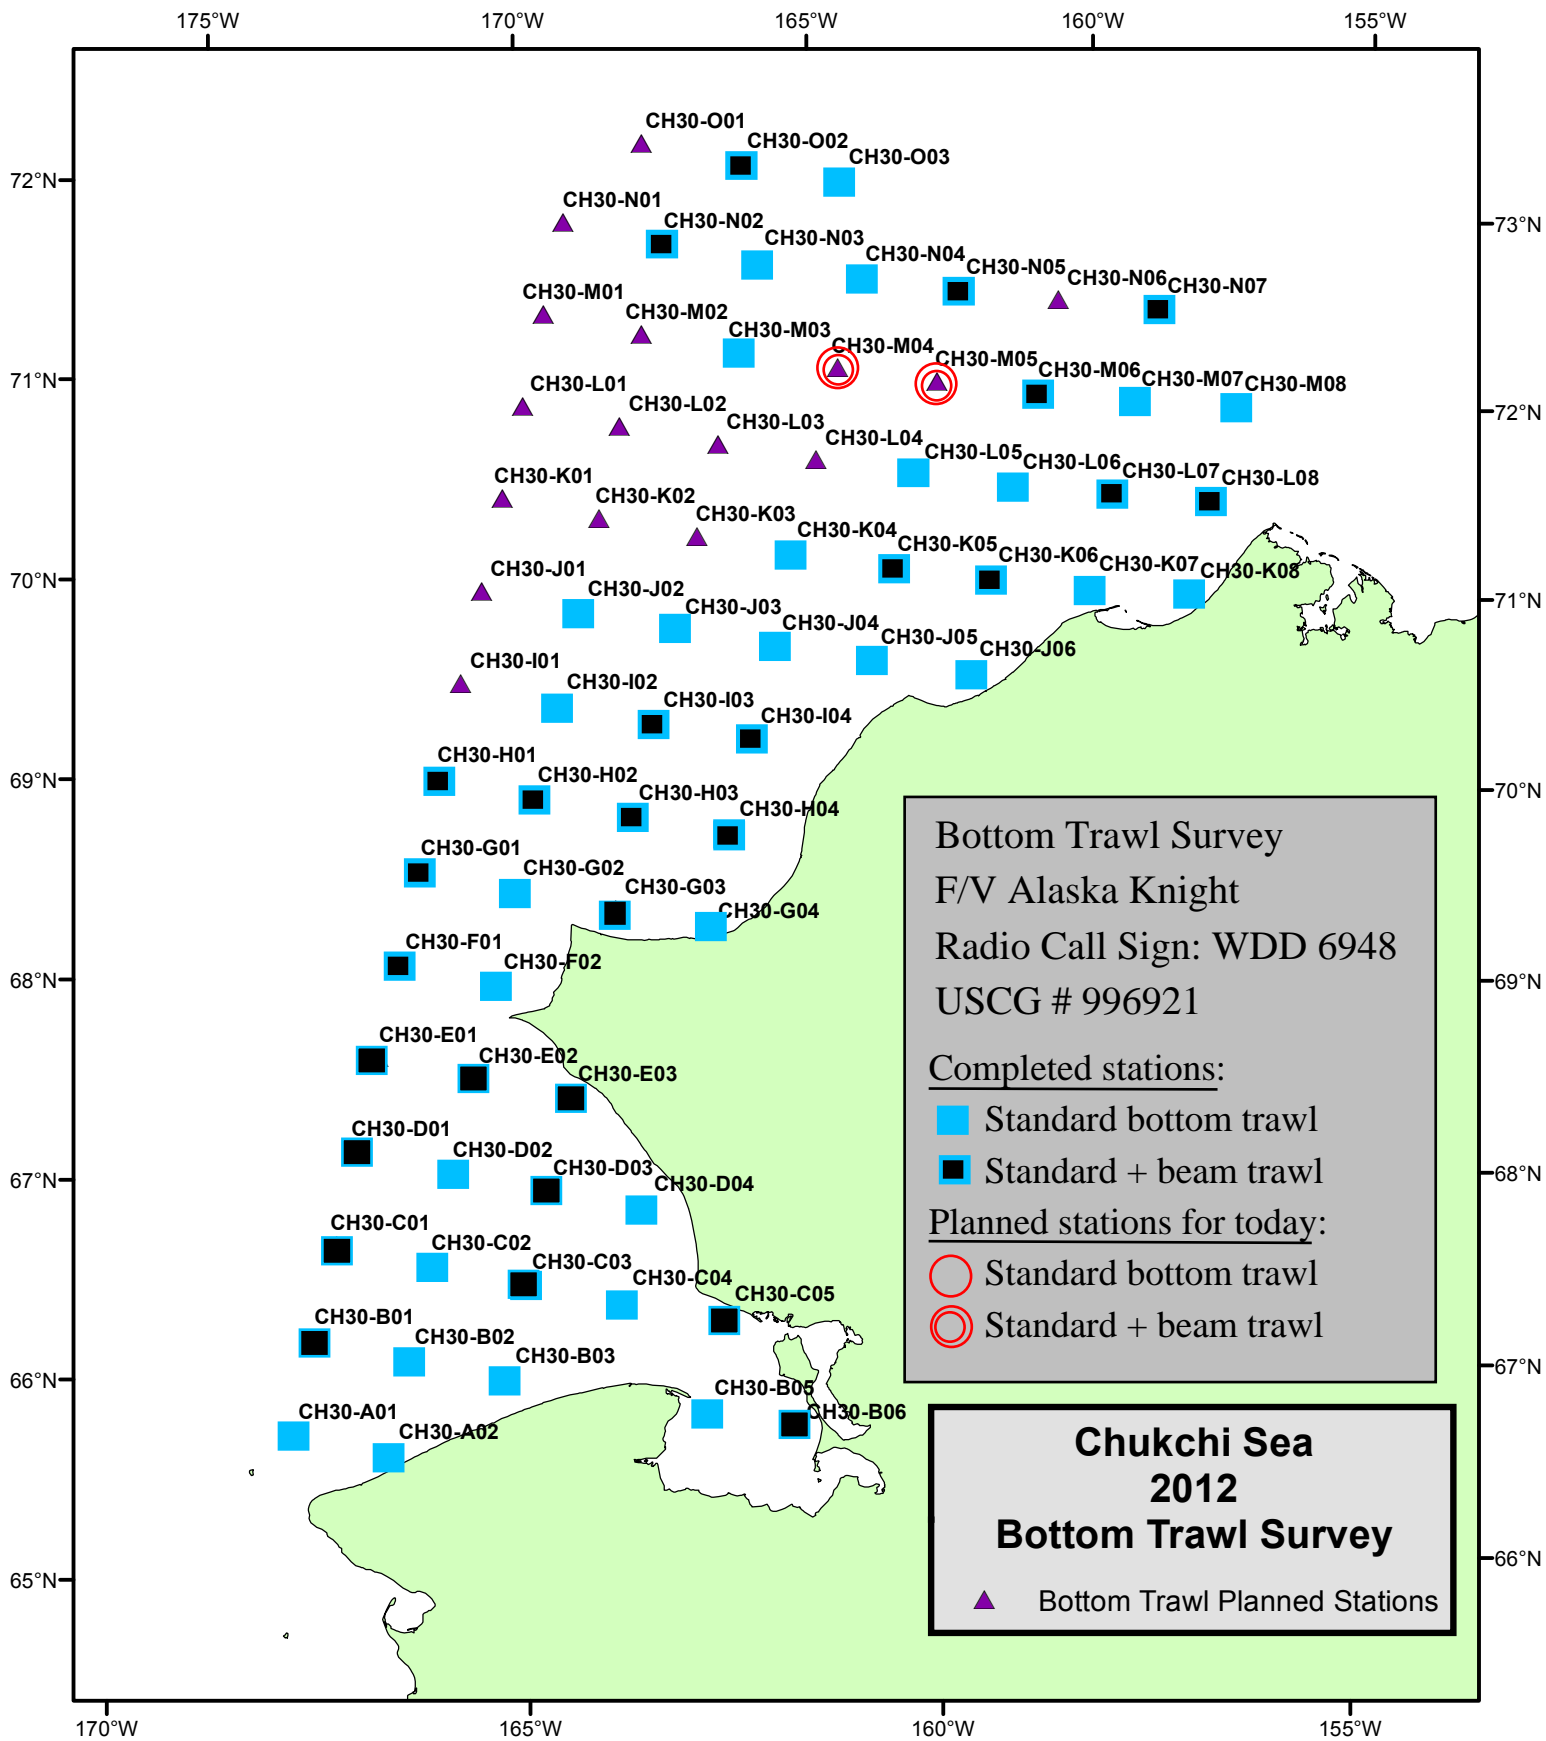 175°W 170°W 165°W 160°W 155°W
CH30-O01
CH30-O02
CH30-O03
72°N
CH30-N01
CH30-N02
73°N
CH30-N03
CH30-N04
CH30-N05
CH30-N06
CH30-N07
CH30-M01
CH30-M02
CH30-M03
CH30-M04
CH30-M05
CH30-M06
CH30-M07
CH30-M08
71°N
72°N
CH30-L01
CH30-L02
CH30-L03
CH30-L04
CH30-L05
CH30-L06
CH30-L07
CH30-L08
CH30-K01
CH30-K02
CH30-K03
CH30-K04
CH30-K05
CH30-K06
CH30-K07
CH30-K08
70°N
71°N
CH30-J01
CH30-J02
CH30-J03
CH30-J04
CH30-J05
CH30-J06
CH30-I01
CH30-I02
CH30-I03
CH30-I04
69°N
70°N
CH30-H01
CH30-H02
CH30-H03
CH30-H04
CH30-G01
CH30-G02
CH30-G03
CH30-G04
CH30-F01
CH30-F02
68°N
69°N
CH30-E01
CH30-E02
CH30-E03
CH30-D01
CH30-D02
CH30-D03
CH30-D04
67°N
68°N
CH30-C01
CH30-C02
CH30-C03
CH30-C04
CH30-C05
CH30-B01
CH30-B02
CH30-B03
CH30-B05
CH30-B06
66°N
67°N
CH30-A01
CH30-A02
65°N
66°N
Bottom Trawl Survey
F/V Alaska Knight
Radio Call Sign: WDD 6948
USCG # 996921
Completed stations:
Standard bottom trawl
Standard + beam trawl
Planned stations for today:
Standard bottom trawl
Standard + beam trawl
Chukchi Sea
2012
Bottom Trawl Survey
Bottom Trawl Planned Stations
170°W 165°W 160°W 155°W